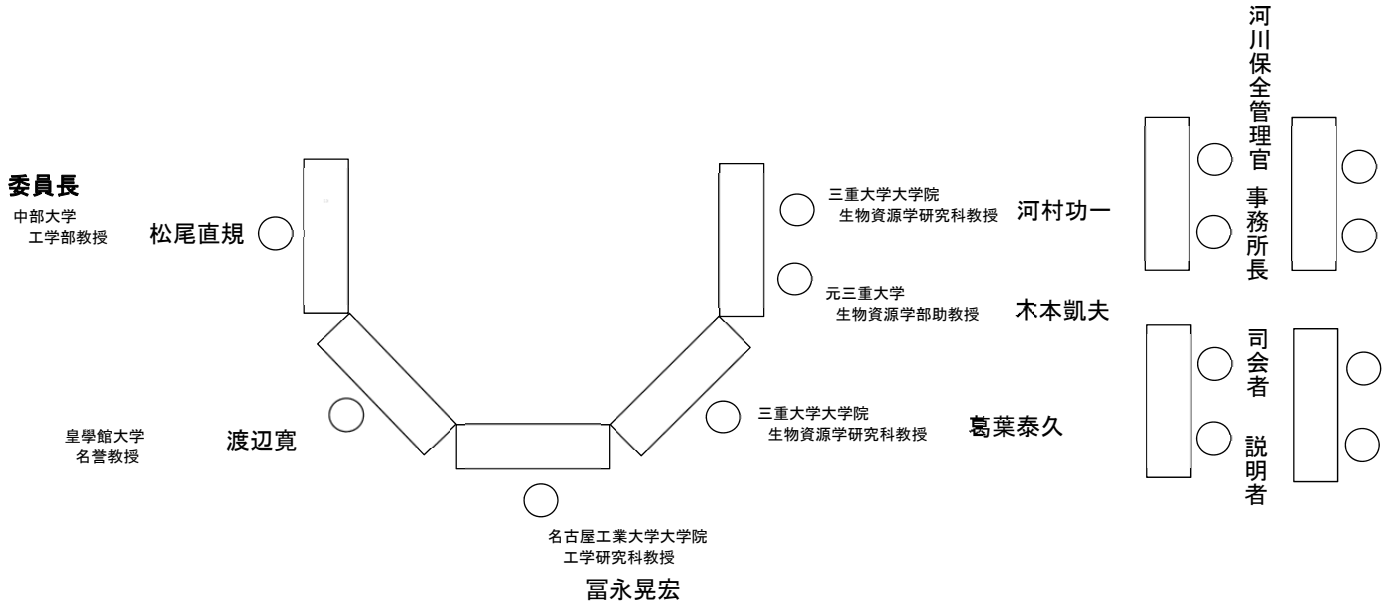 委員長
中部大学
工学部教授
松尾直規
皇學館大学
名誉教授
渡辺寛
名古屋工業大学大学院
工学研究科教授
冨永晃宏
三重大学大学院
生物資源学研究科教授
河村功一
元三重大学
生物資源学部助教授
木本凱夫
三重大学大学院
生物資源学研究科教授
葛葉泰久
河川保全管理官
事務所長
司会者
説明者